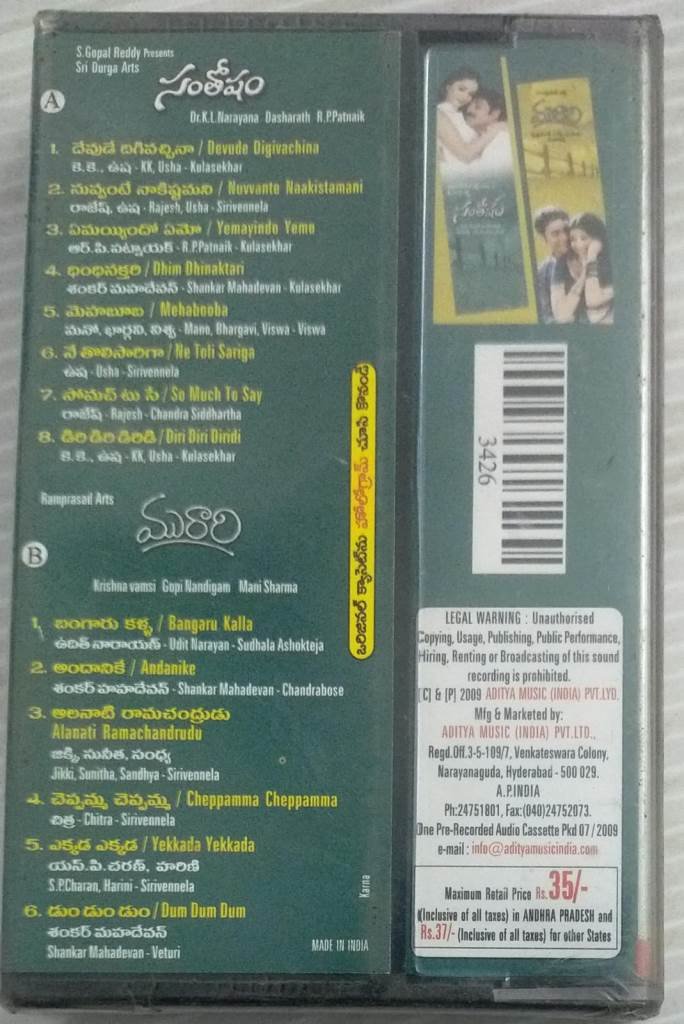 S.Gopal Reddy Presents
Sri Durga Arts
సంతోషం
A
Dr.K.L.Narayana Dasharath R.P.Patnaik
1. దేవుడే దిగివచ్చినా / Devude Digivachina
కె.కె., ఉష - KK, Usha - Kulasekhar
2. నువ్వంటే నాకిష్టమని / Nuvvante Naakistamani
రాజేష్, ఉష - Rajesh, Usha - Sirivennela
3. ఏమయ్యిందో ఏమో / Yemayindo Yemo
ఆర్.పి.పట్నాయక్ - R.P.Patnaik - Kulasekhar
4. ధింధినక్తరి / Dhim Dhinaktari
శంకర్ మహదేవన్ - Shankar Mahadevan - Kulasekhar
5. మెహబూబ / Mehabooba
మనో, భార్గవి, విశ్వ - Mano, Bhargavi, Viswa - Viswa
6. నే తొలిసారిగా / Ne Toli Sariga
ఉష - Usha - Sirivennela
7. సోమచ్ టు సే / So Much To Say
రాజేష్ - Rajesh - Chandra Siddhartha
8. డిరి డిరి డిరిడి / Diri Diri Diridi
కె.కె., ఉష - KK, Usha - Kulasekhar
ఒరిజినల్ క్యాసెట్‌ను హోలోగ్రామ్ చూసి కొనండి
Ramprasad Arts
మురారి
B
Krishna vamsi Gopi Nandigam Mani Sharma
1. బంగారు కళ్ళ / Bangaru Kalla
ఉదిత్ నారాయణ్ - Udit Narayan - Sudhala Ashokteja
2. అందానికే / Andanike
శంకర్ మహదేవన్ - Shankar Mahadevan - Chandrabose
3. అలనాటి రామచంద్రుడు
Alanati Ramachandrudu
జిక్కి, సునీత, సంధ్య
Jikki, Sunitha, Sandhya - Sirivennela
4. చెప్పమ్మ చెప్పమ్మ / Cheppamma Cheppamma
చిత్ర - Chitra - Sirivennela
5. ఎక్కడ ఎక్కడ / Yekkada Yekkada
యస్.పి.చరణ్, హరిణి
S.P.Charan, Harini - Sirivennela
6. డుం డుం డుం / Dum Dum Dum
శంకర్ మహదేవన్
Shankar Mahadevan - Veturi
Karna
MADE IN INDIA
మురారి
సంతోషం
3426
LEGAL WARNING : Unauthorised
Copying, Usage, Publishing, Public Performance,
Hiring, Renting or Broadcasting of this sound
recording is prohibited.
[C] & [P] 2009 ADITYA MUSIC (INDIA) PVT.LYD.
Mfg & Marketed by:
ADITYA MUSIC (INDIA) PVT.LTD.,
Regd.Off.3-5-109/7, Venkateswara Colony,
Narayanaguda, Hyderabad - 500 029.
A.P.INDIA
Ph:24751801, Fax:(040)24752073.
One Pre-Recorded Audio Cassette Pkd 07/2009
e-mail : info@adityamusicindia.com
Maximum Retail Price Rs.35/-
(Inclusive of all taxes) in ANDHRA PRADESH and
Rs.37/- (Inclusive of all taxes) for other States